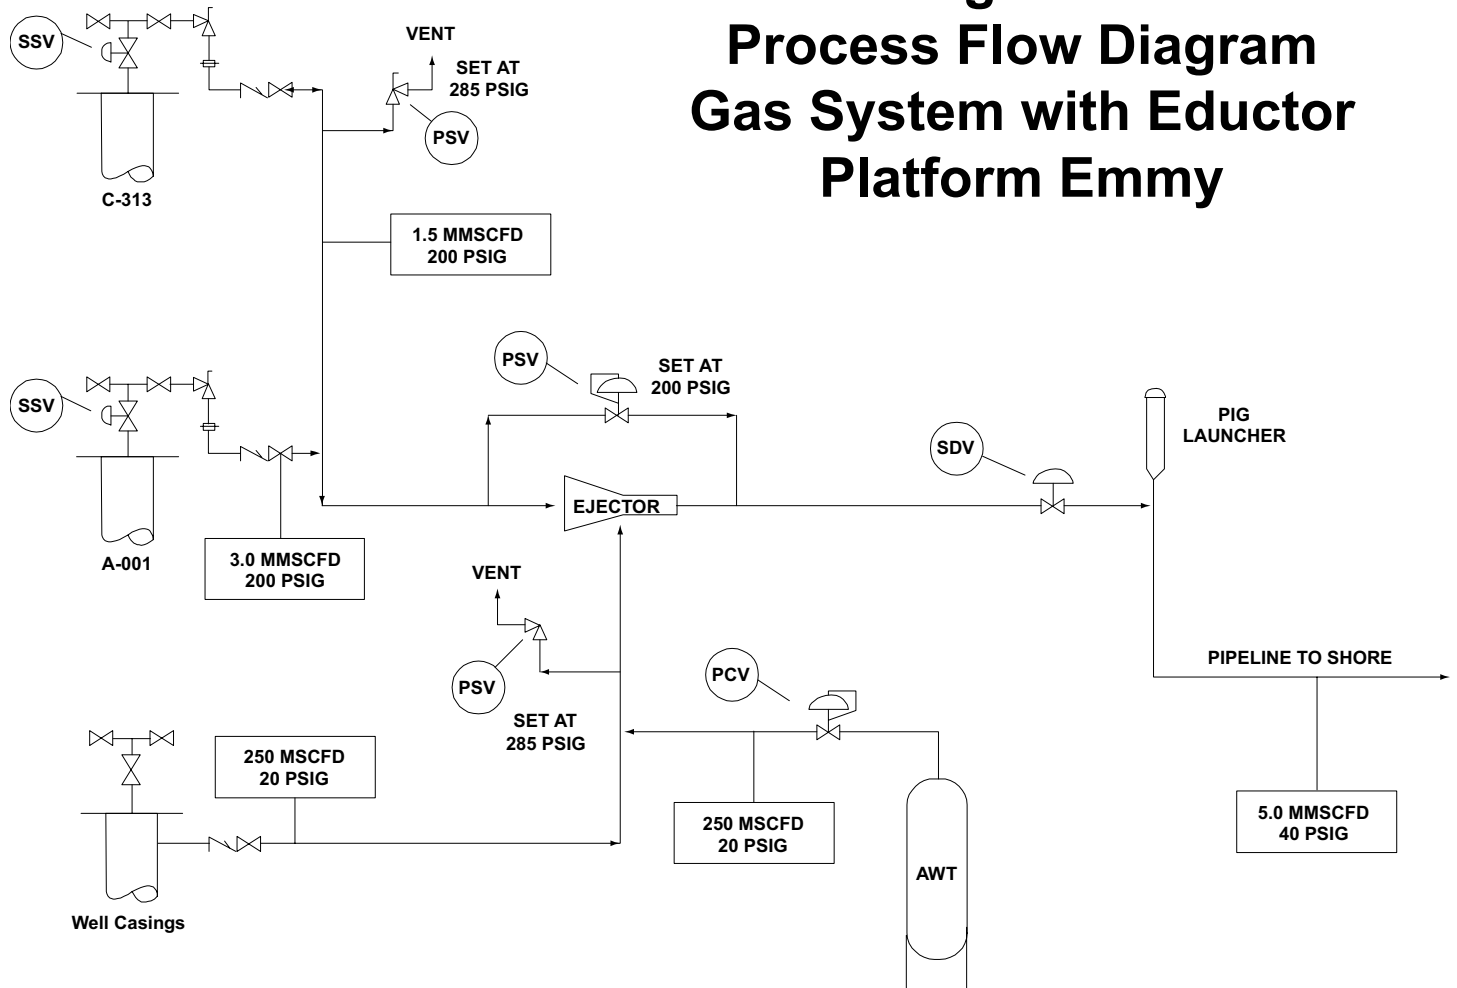 Process Flow Diagram
Gas System with Eductor
Platform Emmy
SSV
C-313
VENT
SET AT
285 PSIG
PSV
1.5 MMSCFD
200 PSIG
SSV
A-001
3.0 MMSCFD
200 PSIG
PSV
SET AT
200 PSIG
EJECTOR
SDV
PIG
LAUNCHER
VENT
PSV
SET AT
285 PSIG
PCV
PIPELINE TO SHORE
250 MSCFD
20 PSIG
Well Casings
250 MSCFD
20 PSIG
AWT
5.0 MMSCFD
40 PSIG